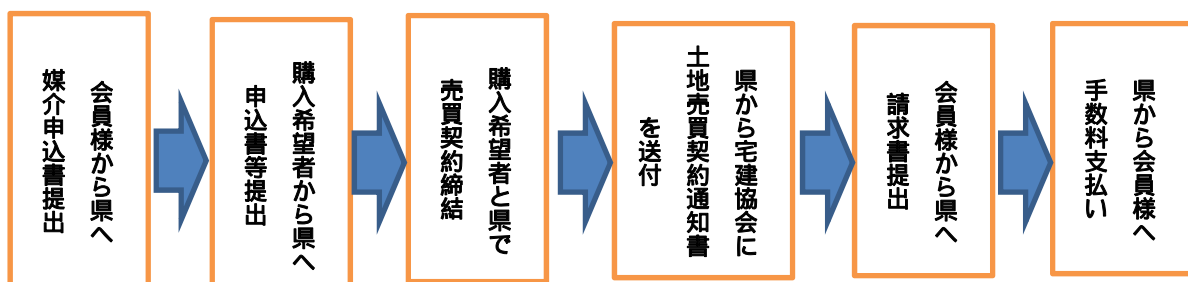 会員様から県へ
媒介申込書提出
購入希望者から県へ
申込書等提出
購入希望者と県で
売買契約締結
県から宅建協会に
土地売買契約通知書
を送付
会員様から県へ
請求書提出
県から会員様へ
手数料支払い